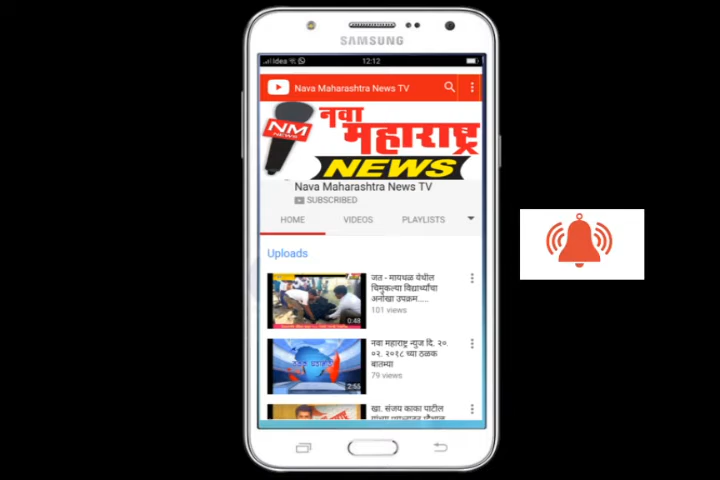 SAMSUNG
Idea
12:12
Nava Maharashtra News TV
नवा
महाराष्ट्र
NM
NEWS
NEWS
Nava Maharashtra News TV
SUBSCRIBED
HOME VIDEOS PLAYLISTS
Uploads
जत - मायथळ येथील
चिमुकल्या विद्यार्थ्यांचा
अनोखा उपक्रम.....
101 views
0:48
नवा महाराष्ट्र न्युज दि. २०.
०२. २०१८ च्या ठळक
बातम्या
79 views
2:55
खा. संजय काका पाटील